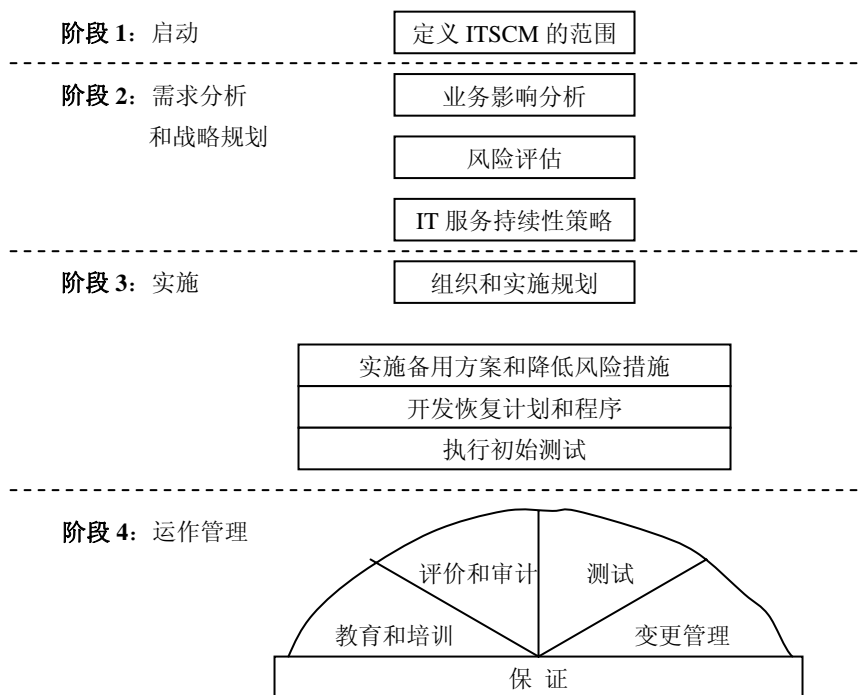 阶段 1：启动
定义 ITSCM 的范围
阶段 2：需求分析
和战略规划
业务影响分析
风险评估
IT 服务持续性策略
阶段 3：实施
组织和实施规划
实施备用方案和降低风险措施
开发恢复计划和程序
执行初始测试
阶段 4：运作管理
评价和审计
测试
教育和培训
变更管理
保 证